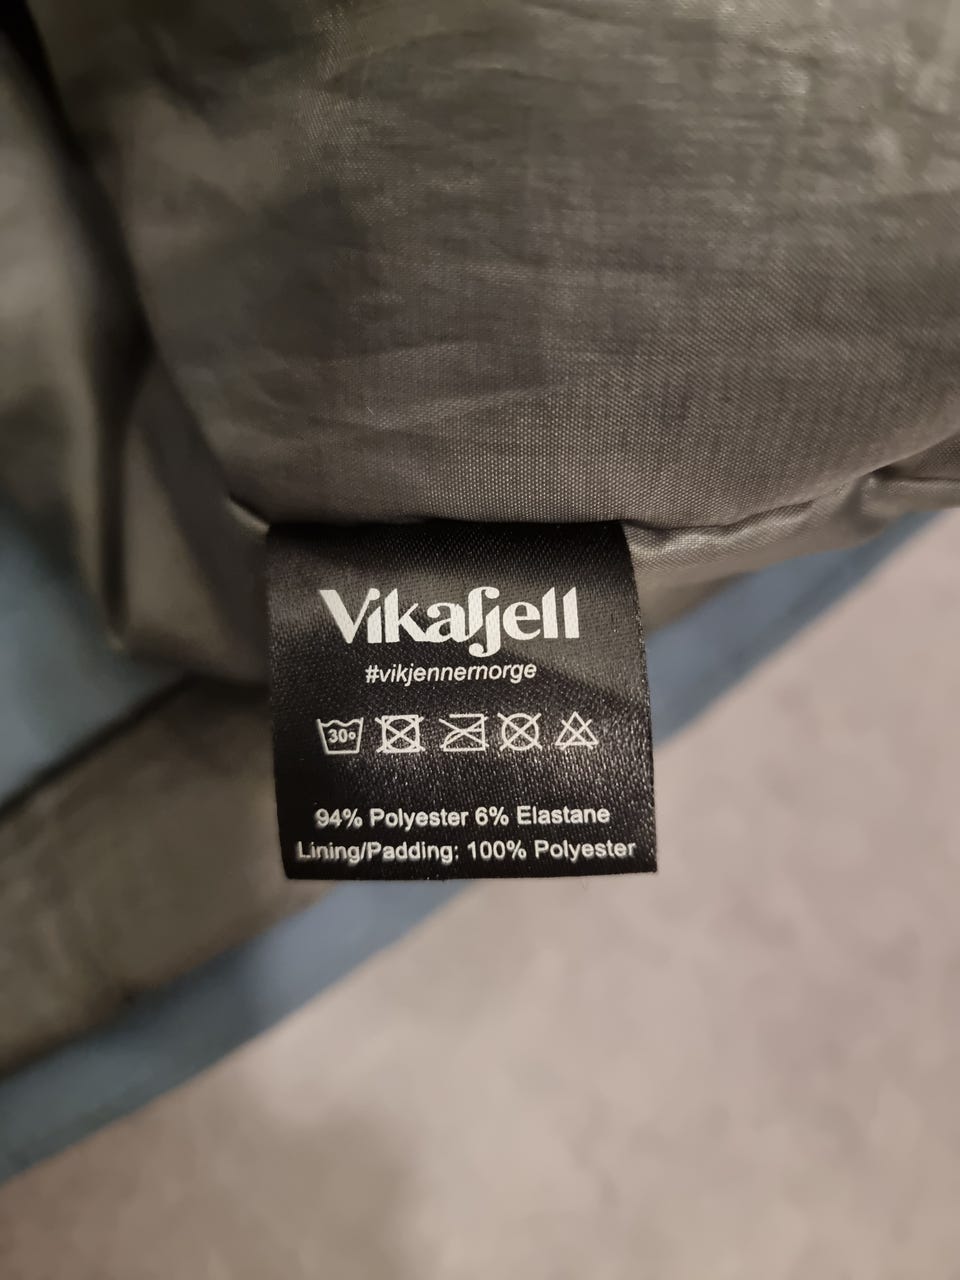 Vikafjell
#vikjennernorge
30°
94% Polyester 6% Elastane
Lining/Padding: 100% Polyester